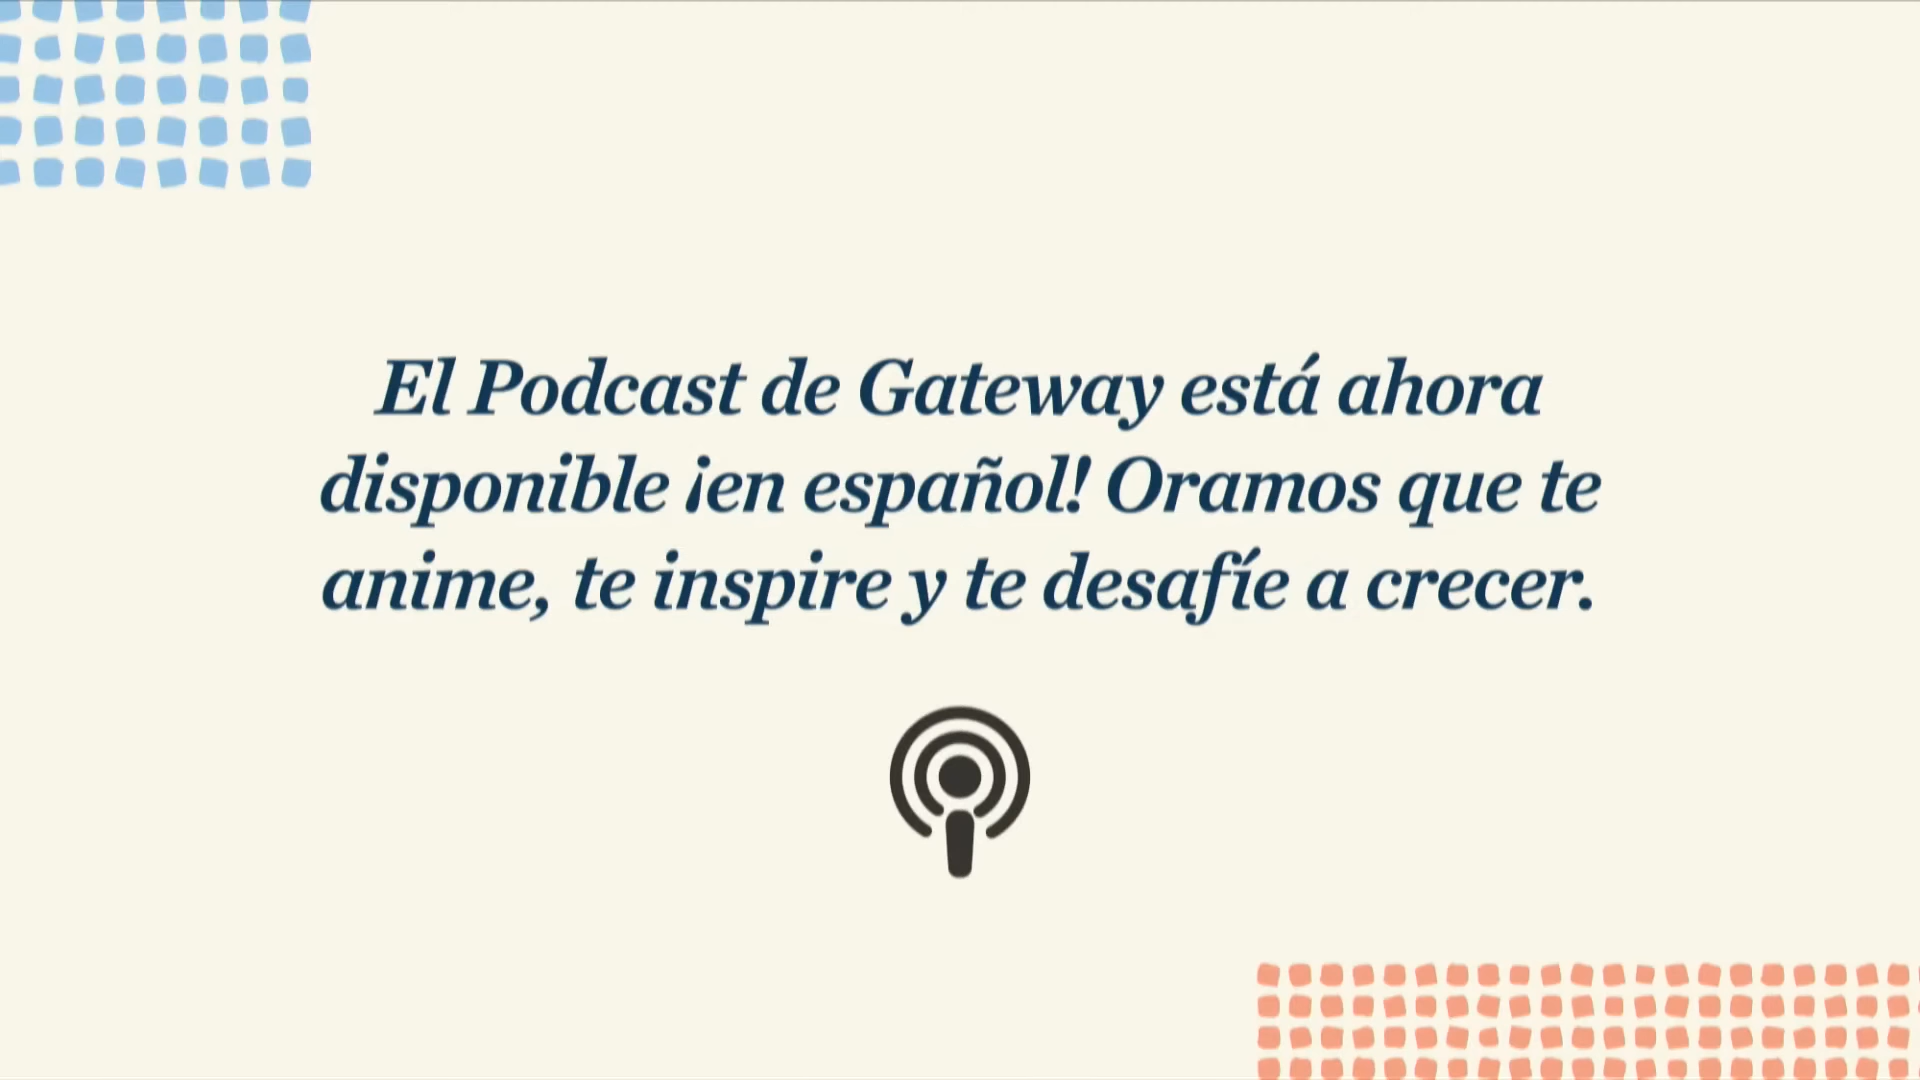 El Podcast de Gateway está ahora
disponible ¡en español! Oramos que te
anime, te inspire y te desafíe a crecer.